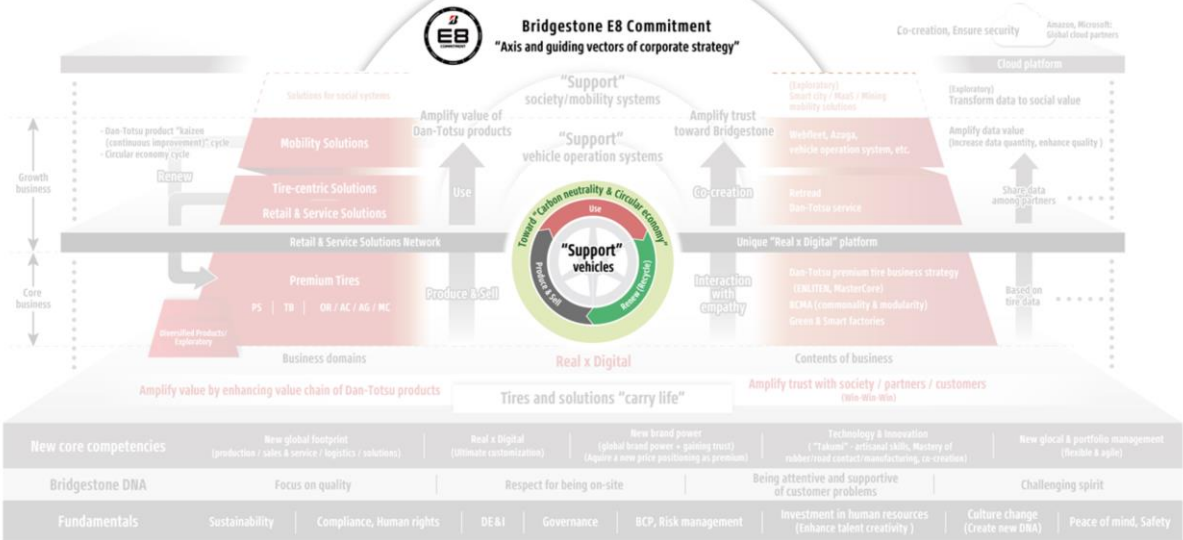 E8
COMMITMENT
Bridgestone E8 Commitment
"Axis and guiding vectors of corporate strategy"
Co-creation, Ensure security
Amazon, Microsoft:
Global cloud partners
Cloud platform
"Support"
society/mobility systems
Solutions for social systems
(Exploratory)
Smart city / MaaS / Mining
mobility solutions
(Exploratory)
Transform data to social value
Amplify value of
Dan-Totsu products
Amplify trust
toward Bridgestone
- Dan-Totsu product "kaizen
(continuous improvement)" cycle
- Circular economy cycle
Mobility Solutions
"Support"
vehicle operation systems
Webfleet, Azuga,
vehicle operation system, etc.
Amplify data value
(Increase data quantity, enhance quality )
Growth
business
Renew
Tire-centric Solutions
Retail & Service Solutions
Use
Co-creation
Retread
Dan-Totsu service
Share data
among partners
Toward "Carbon neutrality & Circular economy"
Use
"Support"
vehicles
Produce & Sell
Renew (Recycle)
Retail & Service Solutions Network
Unique "Real x Digital" platform
Core
business
Premium Tires
PS | TB | OR / AC / AG / MC
Diversified Products/
Exploratory
Produce & Sell
Interaction
with
empathy
Dan-Totsu premium tire business strategy
(ENLITEN, MasterCore)
BCMA (commonality & modularity)
Green & Smart factories
Based on
tire data
Business domains
Real x Digital
Contents of business
Amplify value by enhancing value chain of Dan-Totsu products
Tires and solutions "carry life"
Amplify trust with society / partners / customers
(Win-Win-Win)
New core competencies
New global footprint
(production / sales & service / logistics / solutions)
Real x Digital
(Ultimate customization)
New brand power
(global brand power = gaining trust)
(Aquire a new price positioning as premium)
Technology & Innovation
( "Takumi" - artisanal skills, Mastery of
rubber/road contact/manufacturing, co-creation)
New glocal & portfolio management
(flexible & agile)
Bridgestone DNA
Focus on quality
Respect for being on-site
Being attentive and supportive
of customer problems
Challenging spirit
Fundamentals
Sustainability
Compliance, Human rights
DE&I
Governance
BCP, Risk management
Investment in human resources
(Enhance talent creativity )
Culture change
(Create new DNA)
Peace of mind, Safety